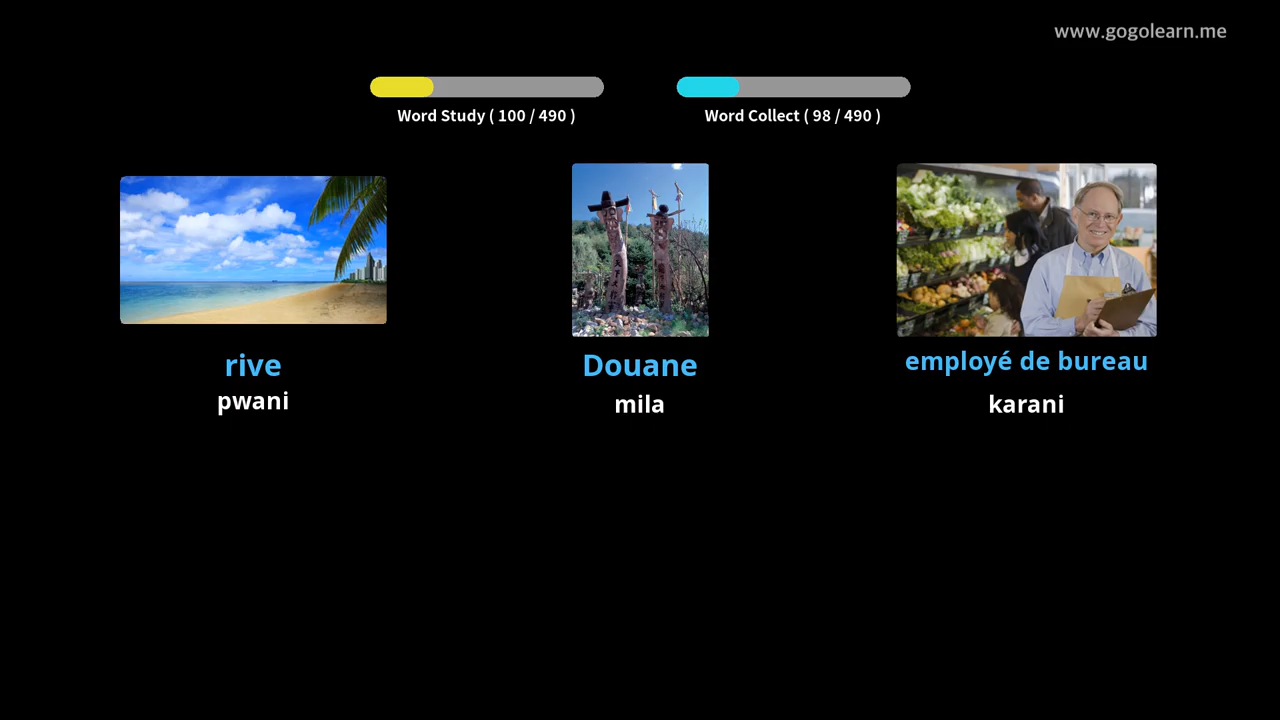 www.gogolearn.me
Word Study ( 100 / 490 )
Word Collect ( 98 / 490 )
rive
pwani
Douane
mila
employé de bureau
karani